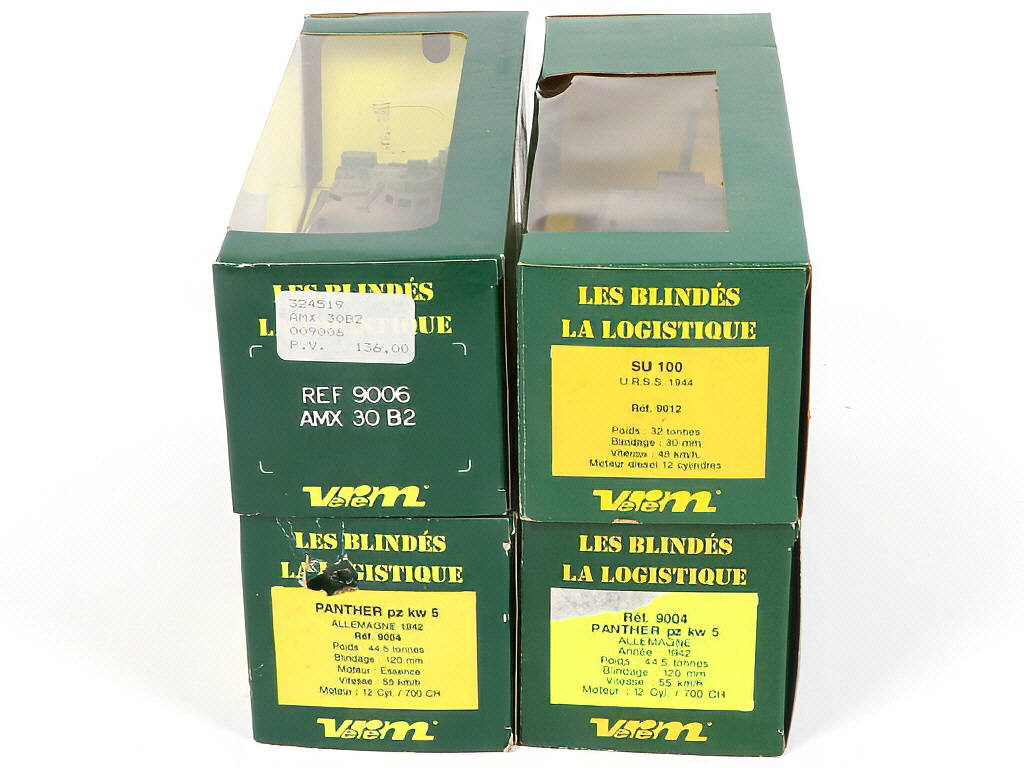 LES BLINDÉS
LA LOGISTIQUE
324519
AMX 30B2
009006
P.V. 136,00
REF 9006
AMX 30 B2
Verem
LES BLINDÉS
LA LOGISTIQUE
SU 100
U.R.S.S. 1944
Réf. 9012
Poids : 32 tonnes
Blindage : 30 mm
Vitesse : 48 km/h.
Moteur diesel 12 cylindres
Verem
LES BLINDÉS
LA LOGISTIQUE
PANTHER pz kw 5
ALLEMAGNE 1942
Réf. 9004
Poids : 44.5 tonnes
Blindage : 120 mm
Moteur : Essence
Vitesse : 55 km/h
Moteur : 12 Cyl. / 700 CH
Verem
LES BLINDÉS
LA LOGISTIQUE
Réf. 9004
PANTHER pz kw 5
ALLEMAGNE
Année : 1942
Poids : 44.5 tonnes
Blindage : 120 mm
Vitesse : 55 km/h
Moteur : 12 Cyl. / 700 CH
Verem